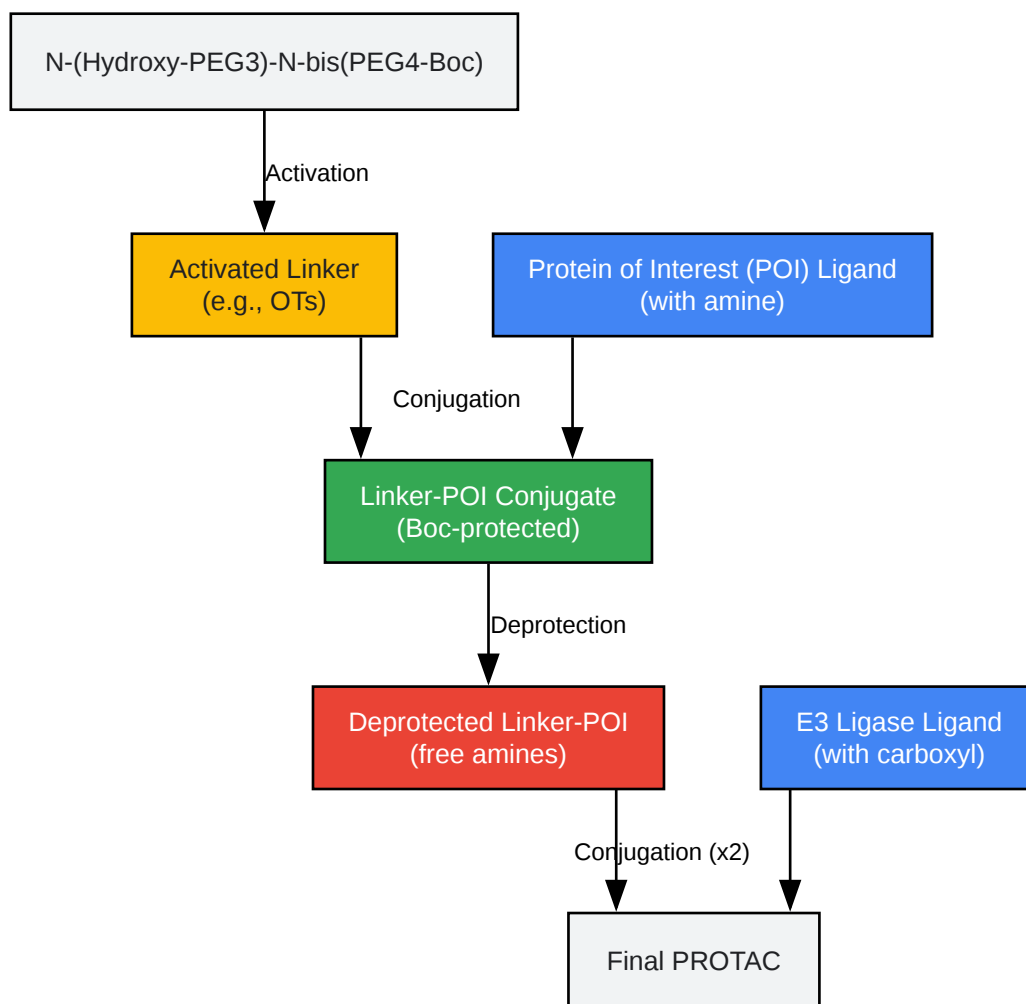 N-(Hydroxy-PEG3)-N-bis(PEG4-Boc)
Activation
Activated Linker
(e.g., OTs)
Protein of Interest (POI) Ligand
(with amine)
Conjugation
Linker-POI Conjugate
(Boc-protected)
Deprotection
Deprotected Linker-POI
(free amines)
E3 Ligase Ligand
(with carboxyl)
Conjugation (x2)
Final PROTAC